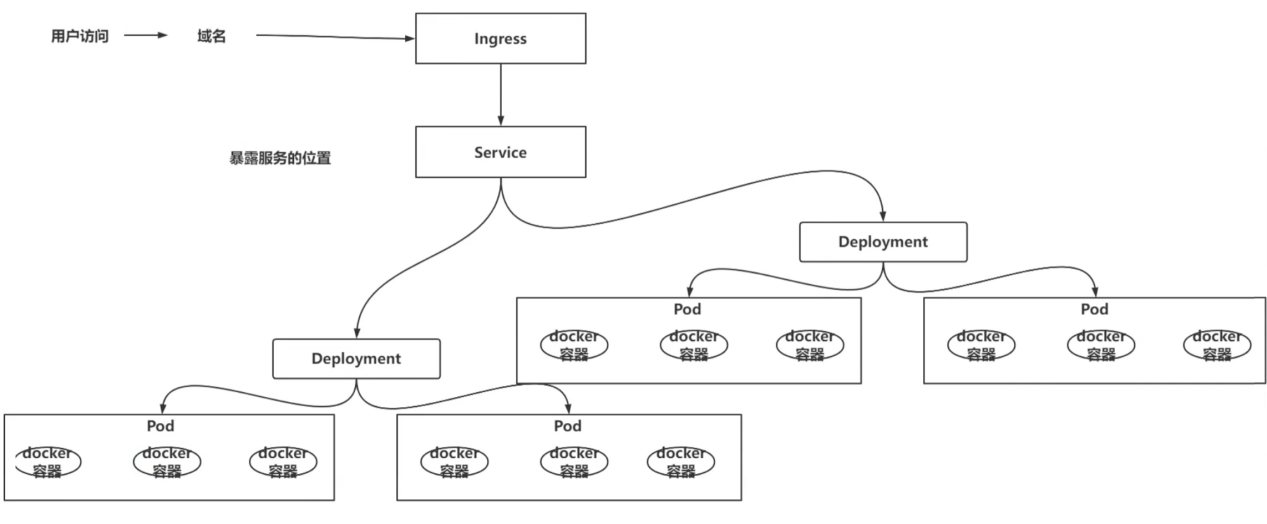 用户访问
域名
Ingress
暴露服务的位置
Service
Deployment
Pod
docker
容器
docker
容器
docker
容器
Pod
docker
容器
docker
容器
docker
容器
Deployment
Pod
docker
容器
docker
容器
docker
容器
Pod
docker
容器
docker
容器
docker
容器